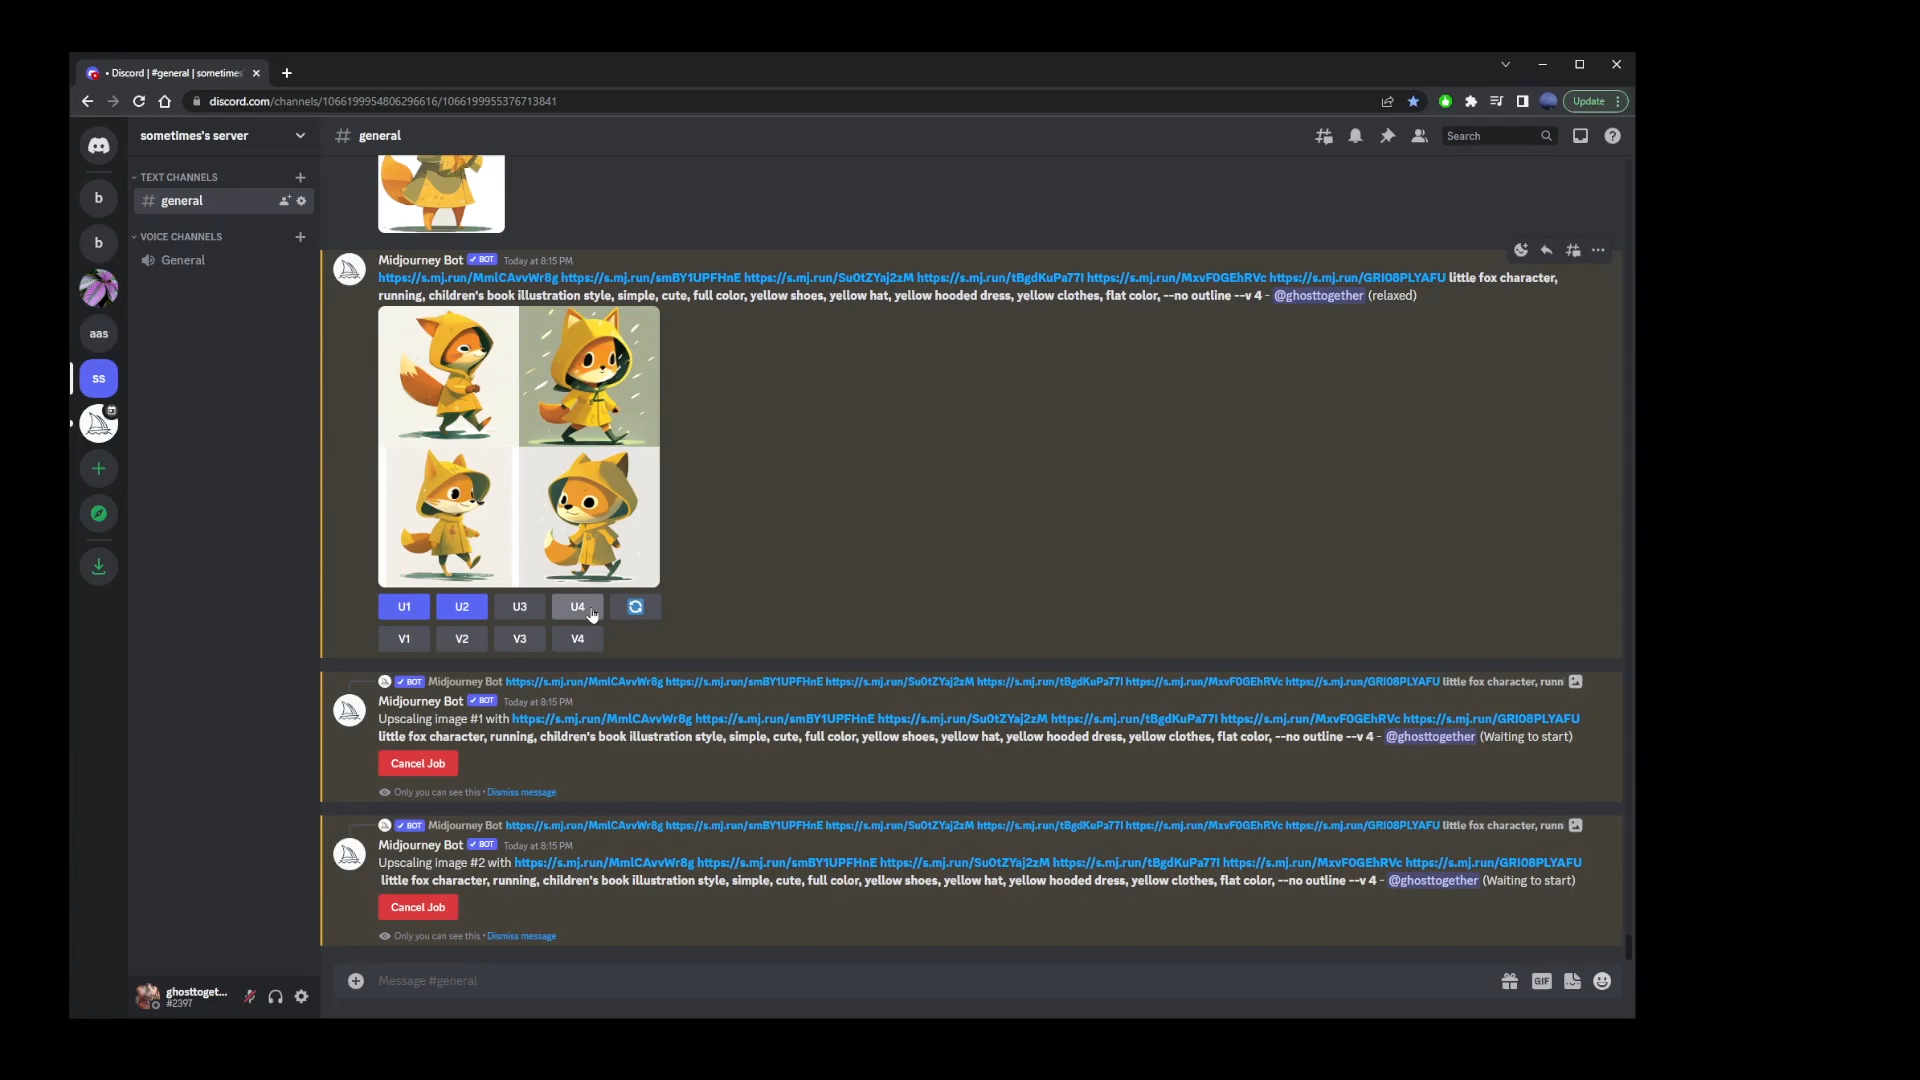 • Discord | #general | sometimes'
discord.com/channels/1066199954806296616/1066199955376713841
Update
sometimes's server
general
Search
TEXT CHANNELS
general
VOICE CHANNELS
General
b
b
aas
ss
Midjourney Bot ✓ BOT Today at 8:15 PM
https://s.mj.run/MmlCAvvWr8g https://s.mj.run/smBY1UPFHnE https://s.mj.run/Su0tZYaj2zM https://s.mj.run/tBgdKuPa77I https://s.mj.run/MxvF0GEhRVc https://s.mj.run/GRI08PLYAFU little fox character,
running, children's book illustration style, simple, cute, full color, yellow shoes, yellow hat, yellow hooded dress, yellow clothes, flat color, --no outline --v 4 - @ghosttogether (relaxed)
U1 U2 U3 U4
V1 V2 V3 V4
✓ BOT Midjourney Bot https://s.mj.run/MmlCAvvWr8g https://s.mj.run/smBY1UPFHnE https://s.mj.run/Su0tZYaj2zM https://s.mj.run/tBgdKuPa77I https://s.mj.run/MxvF0GEhRVc https://s.mj.run/GRI08PLYAFU little fox character, runn
Midjourney Bot ✓ BOT Today at 8:15 PM
Upscaling image #1 with https://s.mj.run/MmlCAvvWr8g https://s.mj.run/smBY1UPFHnE https://s.mj.run/Su0tZYaj2zM https://s.mj.run/tBgdKuPa77I https://s.mj.run/MxvF0GEhRVc https://s.mj.run/GRI08PLYAFU
little fox character, running, children's book illustration style, simple, cute, full color, yellow shoes, yellow hat, yellow hooded dress, yellow clothes, flat color, --no outline --v 4 - @ghosttogether (Waiting to start)
Cancel Job
Only you can see this • Dismiss message
✓ BOT Midjourney Bot https://s.mj.run/MmlCAvvWr8g https://s.mj.run/smBY1UPFHnE https://s.mj.run/Su0tZYaj2zM https://s.mj.run/tBgdKuPa77I https://s.mj.run/MxvF0GEhRVc https://s.mj.run/GRI08PLYAFU little fox character, runn
Midjourney Bot ✓ BOT Today at 8:15 PM
Upscaling image #2 with https://s.mj.run/MmlCAvvWr8g https://s.mj.run/smBY1UPFHnE https://s.mj.run/Su0tZYaj2zM https://s.mj.run/tBgdKuPa77I https://s.mj.run/MxvF0GEhRVc https://s.mj.run/GRI08PLYAFU
little fox character, running, children's book illustration style, simple, cute, full color, yellow shoes, yellow hat, yellow hooded dress, yellow clothes, flat color, --no outline --v 4 - @ghosttogether (Waiting to start)
Cancel Job
Only you can see this • Dismiss message
ghosttoget...
#2397
Message #general
GIF